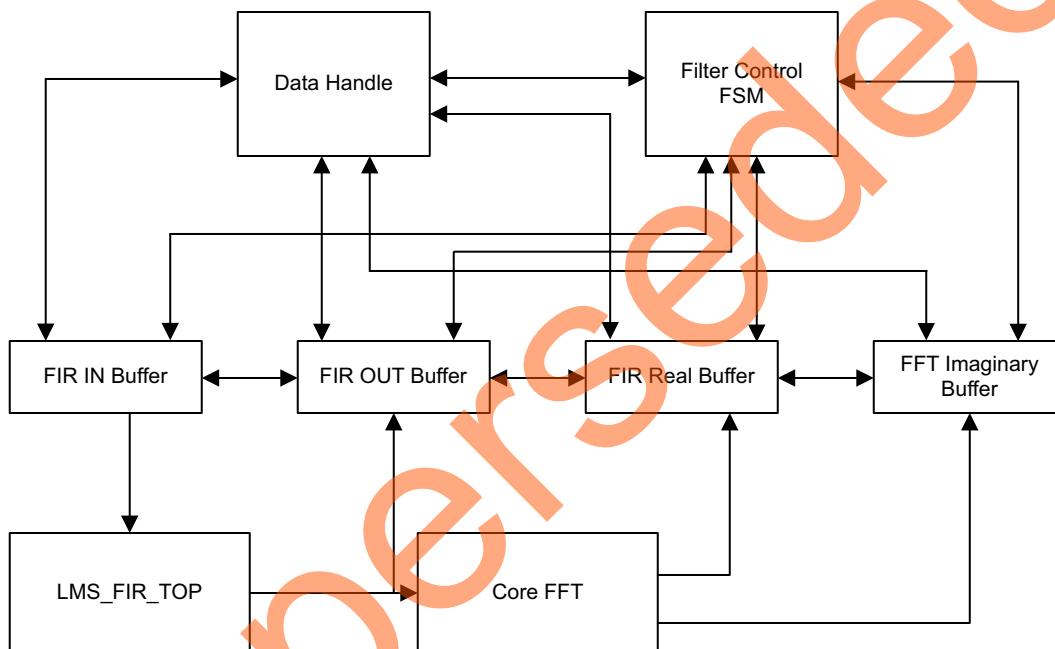 Data Handle
Filter Control
FSM
FIR IN Buffer
FIR OUT Buffer
FIR Real Buffer
FFT Imaginary
Buffer
LMS_FIR_TOP
Core FFT
persede